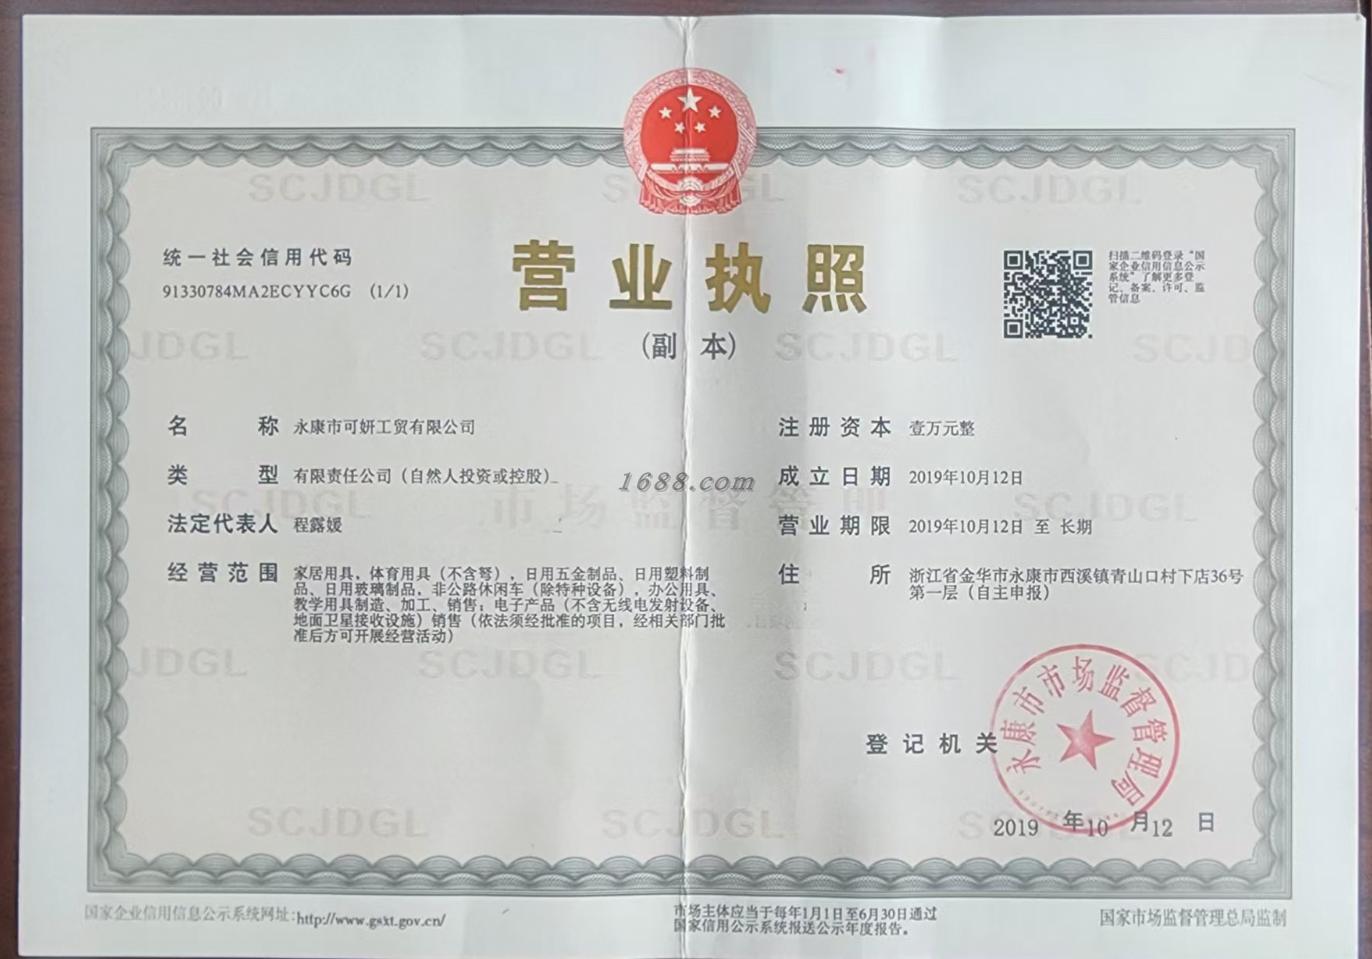 统一社会信用代码
91330784MA2ECYYC6G (1/1)
营业执照
(副 本)
扫描二维码登录“国
家企业信用信息公示
系统”了解更多登
记、备案、许可、监
管信息
名 称 永康市可妍工贸有限公司
类 型 有限责任公司（自然人投资或控股）
法定代表人 程露媛
经营范围 家居用具，体育用具（不含弩），日用五金制品、日用塑料制
品、日用玻璃制品，非公路休闲车（除特种设备），办公用具、
教学用具制造、加工、销售；电子产品（不含无线电发射设备、
地面卫星接收设施）销售（依法须经批准的项目，经相关部门批
准后方可开展经营活动）
注册资本 壹万元整
成立日期 2019年10月12日
营业期限 2019年10月12日 至 长期
住 所 浙江省金华市永康市西溪镇青山口村下店36号
第一层（自主申报）
1688.com
登记机关
永康市市场监督管理局
2019 年10 月12 日
国家企业信用信息公示系统网址:http://www.gsxt.gov.cn/
市场主体应当于每年1月1日至6月30日通过
国家信用公示系统报送公示年度报告。
国家市场监督管理总局监制